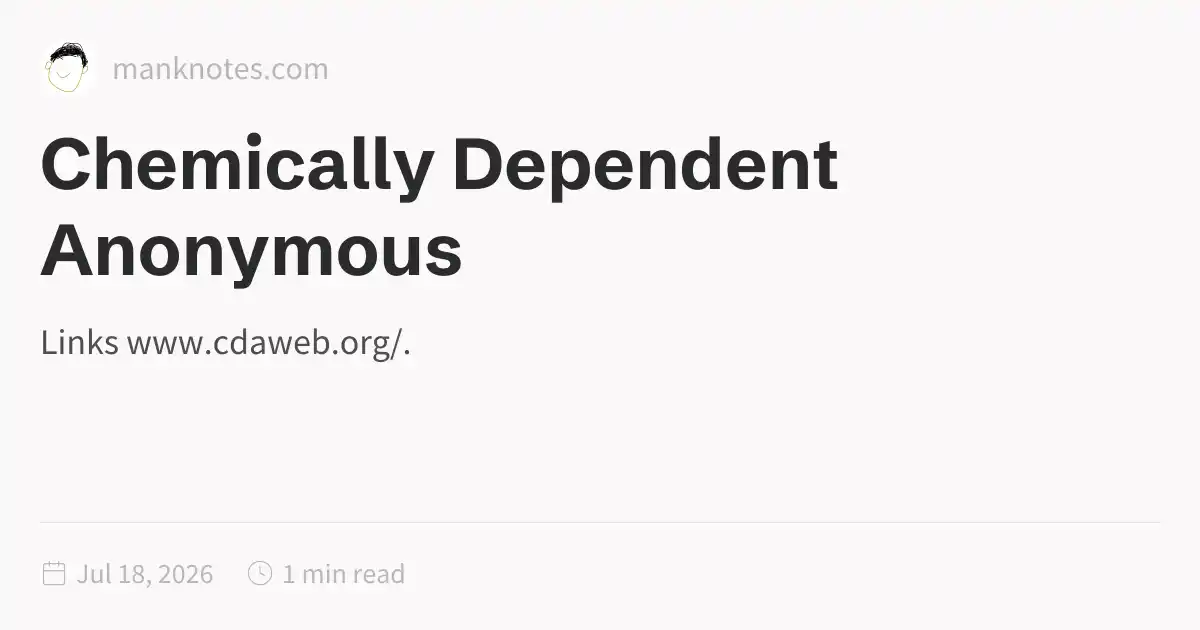 manknotes.com
Chemically Dependent
Anonymous
Links www.cdaweb.org/.
Jul 18, 2026
1 min read